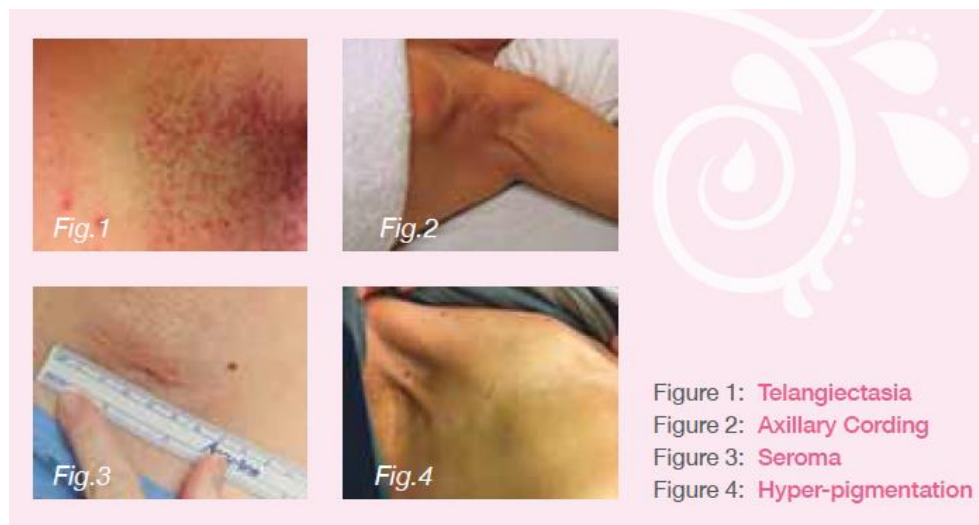 Fig.1
Fig.2
Fig.3
Fig.4
Figure 1: Telangiectasia
Figure 2: Axillary Cording
Figure 3: Seroma
Figure 4: Hyper-pigmentation